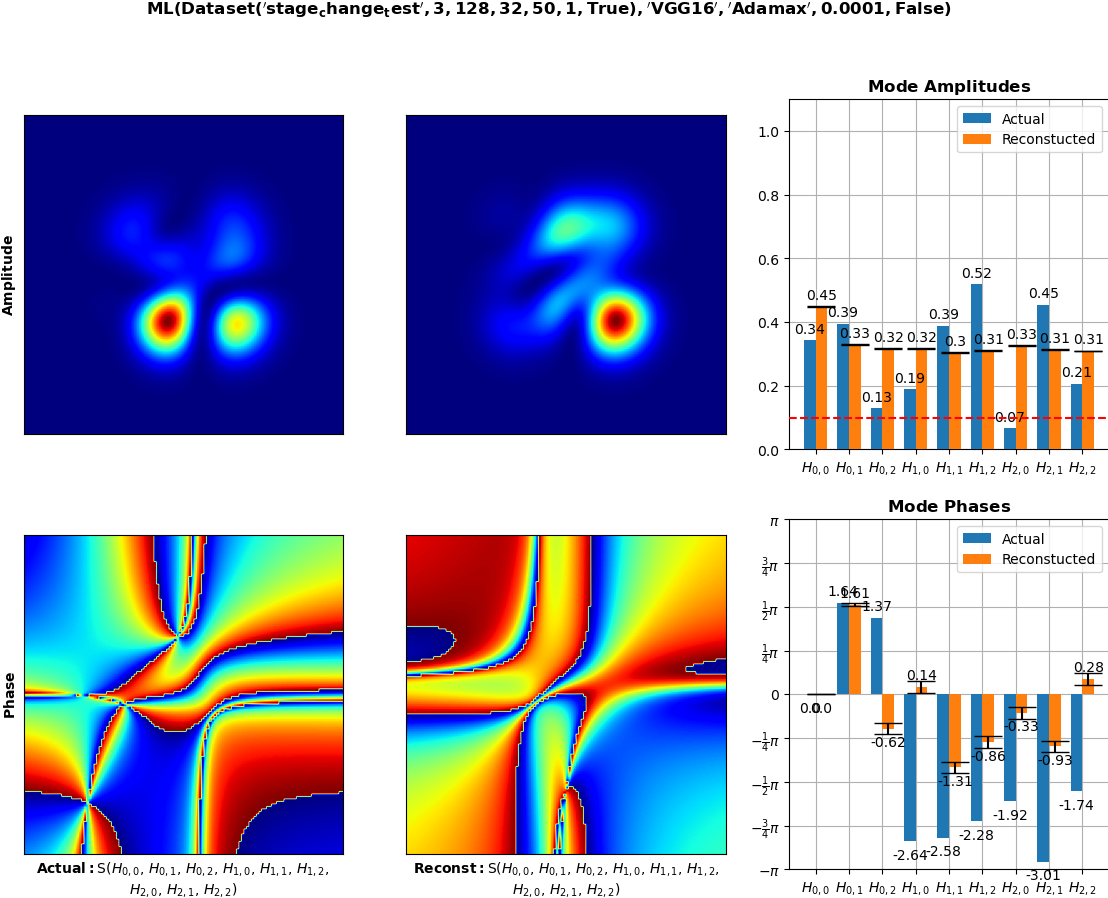 ML(Dataset('stage_change_test', 3, 128, 32, 50, 1, True), 'VGG16', 'Adamax', 0.0001, False)
Mode Amplitudes
Actual
Reconstucted
1.0
0.8
0.6
0.4
0.2
0.0
0.34 0.45 0.39 0.33 0.13 0.32 0.19 0.32 0.39 0.3 0.52 0.31 0.07 0.33 0.45 0.31 0.21 0.31
H0,0 H0,1 H0,2 H1,0 H1,1 H1,2 H2,0 H2,1 H2,2
Amplitude
Mode Phases
Actual
Reconstucted
π
3/4π
1/2π
1/4π
0
−1/4π
−1/2π
−3/4π
−π
0.0 0.0 1.64 1.61 1.37 -0.62 -2.64 0.14 -2.58 -1.31 -2.28 -0.86 -1.92 -0.33 -3.01 -0.93 -1.74 0.28
H0,0 H0,1 H0,2 H1,0 H1,1 H1,2 H2,0 H2,1 H2,2
Phase
Actual: S(H0,0, H0,1, H0,2, H1,0, H1,1, H1,2,
H2,0, H2,1, H2,2)
Reconst: S(H0,0, H0,1, H0,2, H1,0, H1,1, H1,2,
H2,0, H2,1, H2,2)